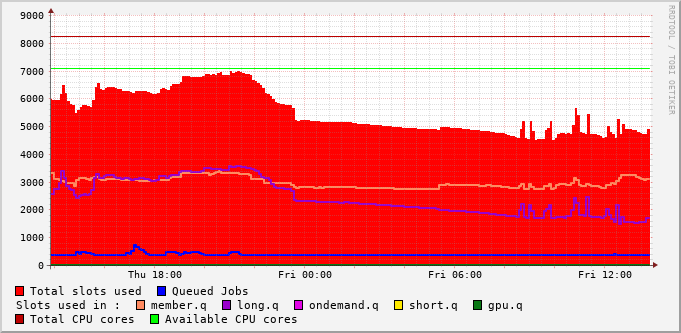 9000
8000
7000
6000
5000
4000
3000
2000
1000
0
Thu 18:00 Fri 00:00 Fri 06:00 Fri 12:00
RRDTOOL / TOBI OETIKER
Total slots used Queued Jobs
Slots used in : member.q long.q ondemand.q short.q gpu.q
Total CPU cores Available CPU cores